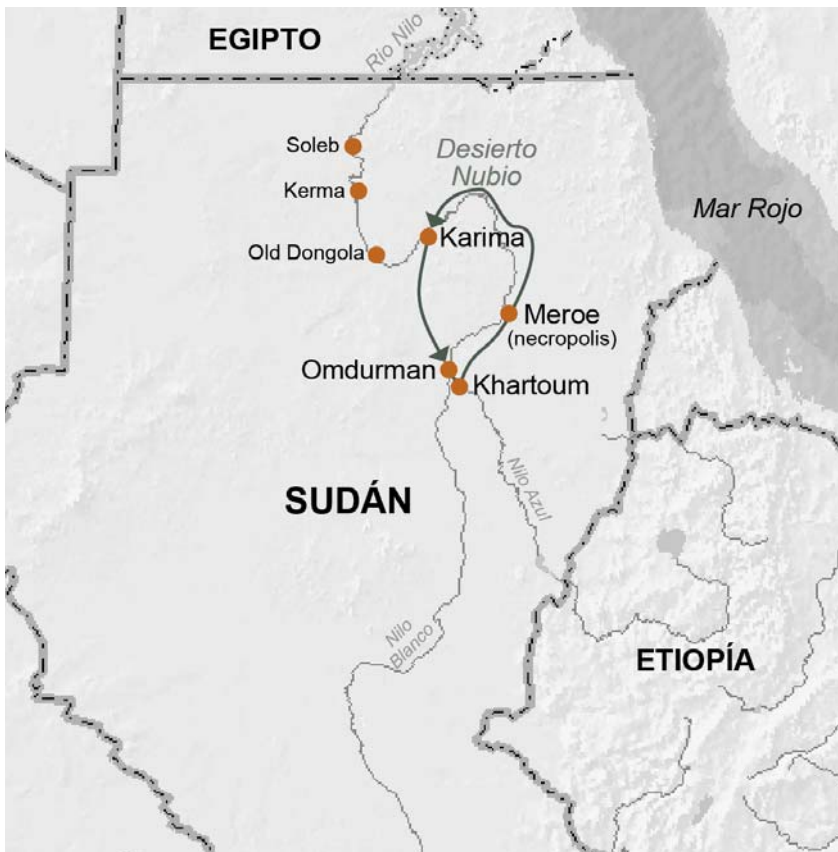 EGIPTO
Rio Nilo
Soleb
Desierto
Nubio
Kerma
Mar Rojo
Karima
Old Dongola
Meroe
(necropolis)
Omdurman
Khartoum
SUDÁN
Nilo Azul
Nilo
Blanco
ETIOPÍA